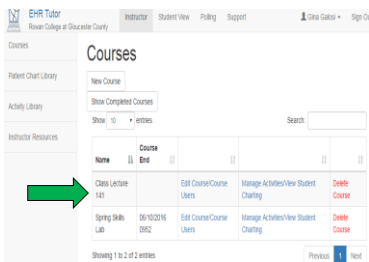 EHR Tutor
Rowan College at Gloucester County
Instructor Student View Polling Support Gina Galosi Sign Ou
Courses
Patient Chart Library
Activity Library
Instructor Resources
Courses
New Course
Show Completed Courses
Show 10 entries Search:
Name Course End
Class Lecture 141 Edit Course/Course Users Manage Activities/View Student Charting Delete Course
Spring Skills Lab 06/10/2016 0952 Edit Course/Course Users Manage Activities/View Student Charting Delete Course
Showing 1 to 2 of 2 entries Previous 1 Next